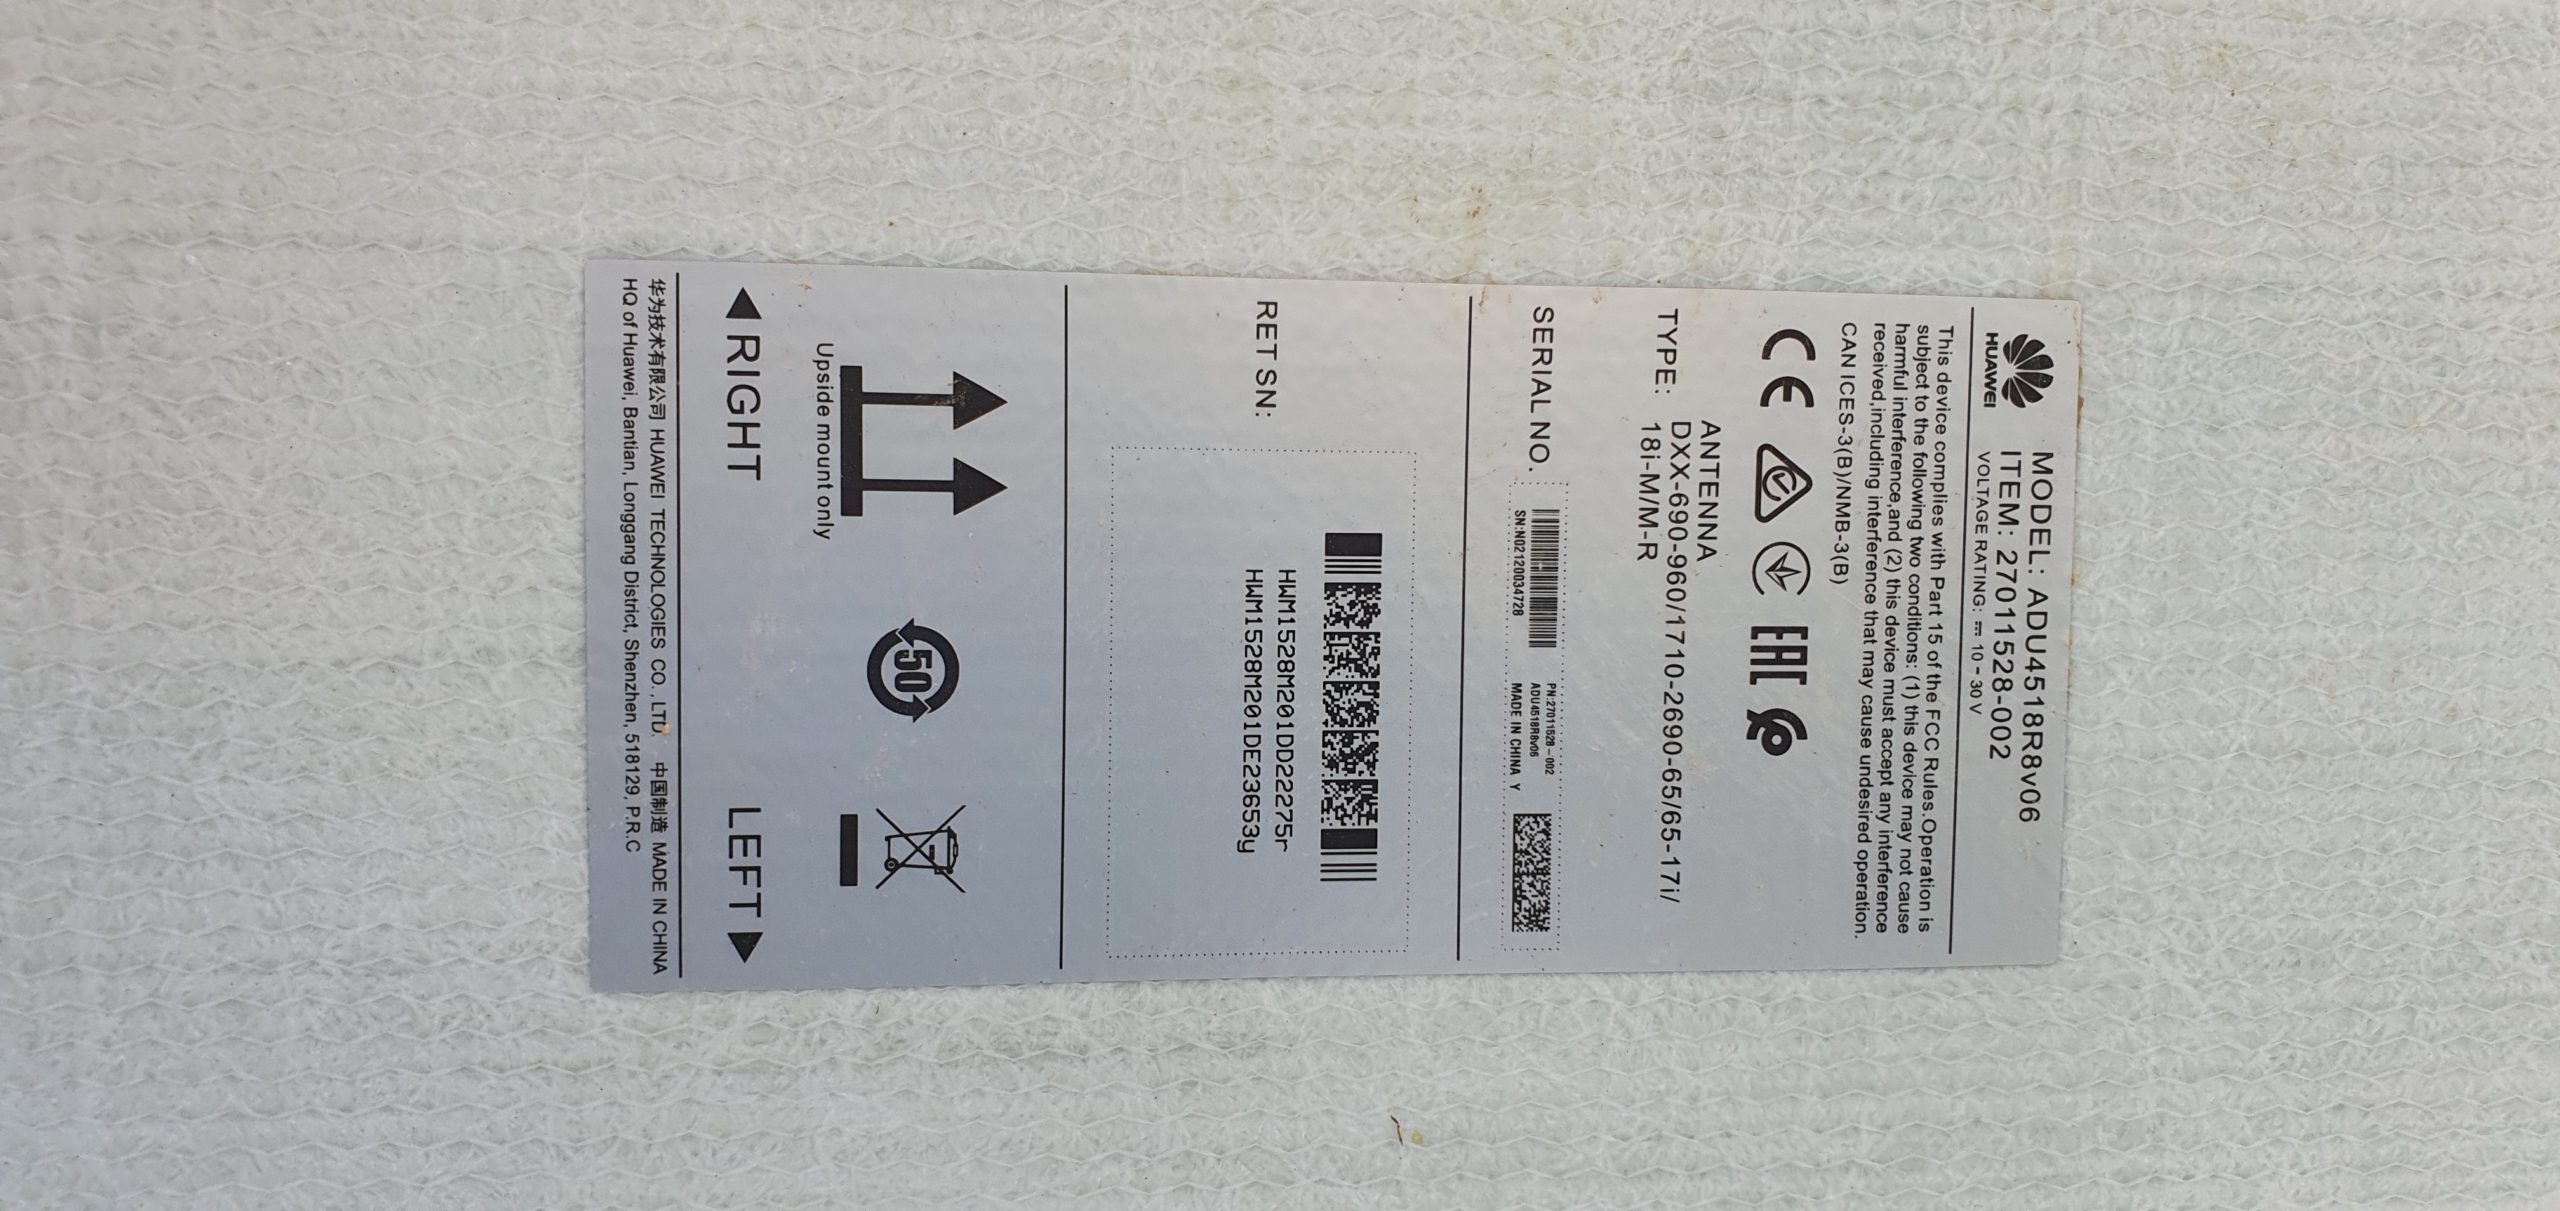 HUAWEI
MODEL: ADU4518R8v06
ITEM: 27011528-002
VOLTAGE RATING: ⎓ 10 - 30 V
This device complies with Part 15 of the FCC Rules.Operation is
subject to the following two conditions: (1) this device may not cause
harmful interference,and (2) this device must accept any interference
received,including interference that may cause undesired operation.
CAN ICES-3(B)/NMB-3(B)
CE
EAC
TYPE:
ANTENNA
DXX-690-960/1710-2690-65/65-17i/
18i-M/M-R
SERIAL NO.
SN:N02120034728
PN:27011528-002
ADU4518R8v06
MADE IN CHINA Y
RET SN:
HWM1528M201DD22275r
HWM1528M201DE23653y
Upside mount only
50
◀ RIGHT
LEFT ▶
华为技术有限公司 HUAWEI TECHNOLOGIES CO., LTD. 中国制造 MADE IN CHINA
HQ of Huawei, Bantian, Longgang District, Shenzhen, 518129, P.R.C